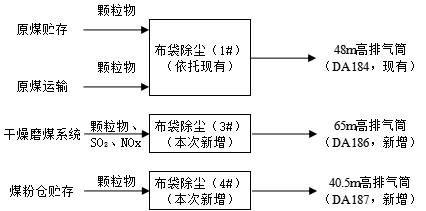 颗粒物
原煤贮存
布袋除尘（1#）
（依托现有）
48m高排气筒
（DA184，现有）
颗粒物
原煤运输
干燥磨煤系统
颗粒物、
SO₂、NOx
布袋除尘（3#）
（本次新增）
65m高排气筒
（DA186，新增）
煤粉仓贮存
颗粒物
布袋除尘（4#）
（本次新增）
40.5m高排气筒
（DA187，新增）